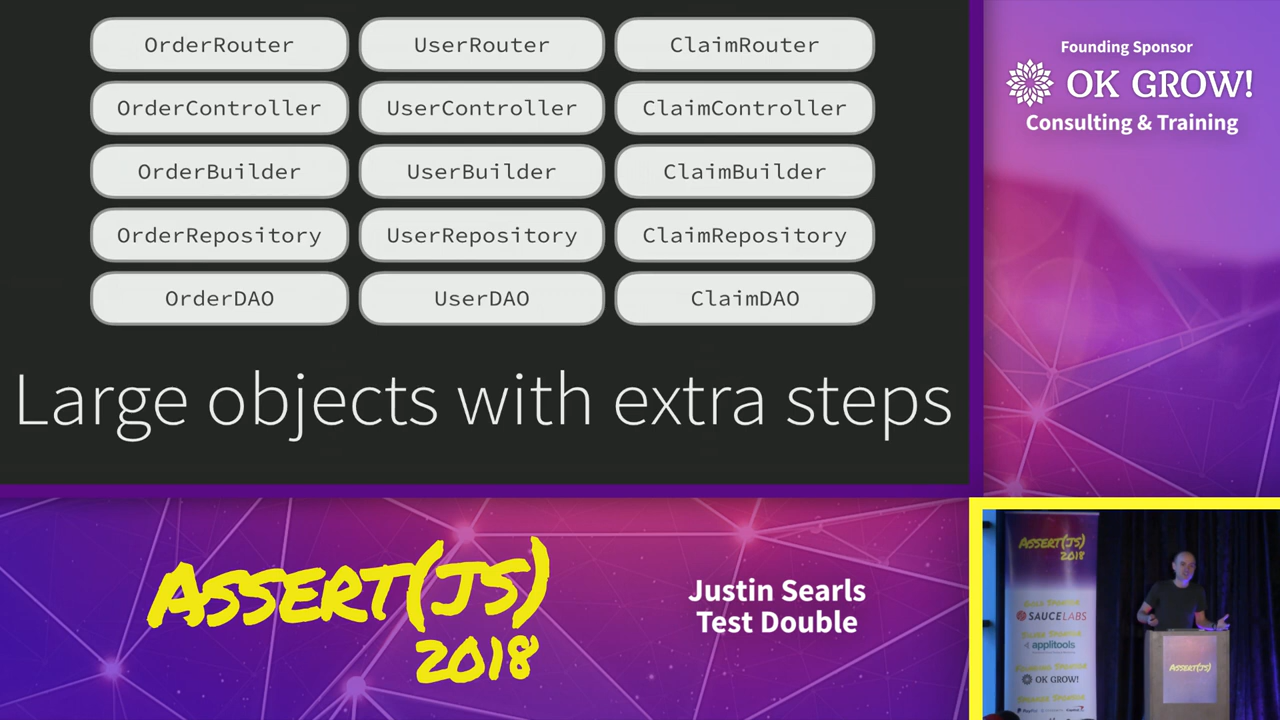 OrderRouter UserRouter ClaimRouter
OrderController UserController ClaimController
OrderBuilder UserBuilder ClaimBuilder
OrderRepository UserRepository ClaimRepository
OrderDAO UserDAO ClaimDAO
Large objects with extra steps
Founding Sponsor
OK GROW!
Consulting & Training
ASSERT(JS)
2018
Justin Searls
Test Double
ASSERT(JS)
2018
SAUCELABS
applitools
OK GROW!
ASSERT(JS)